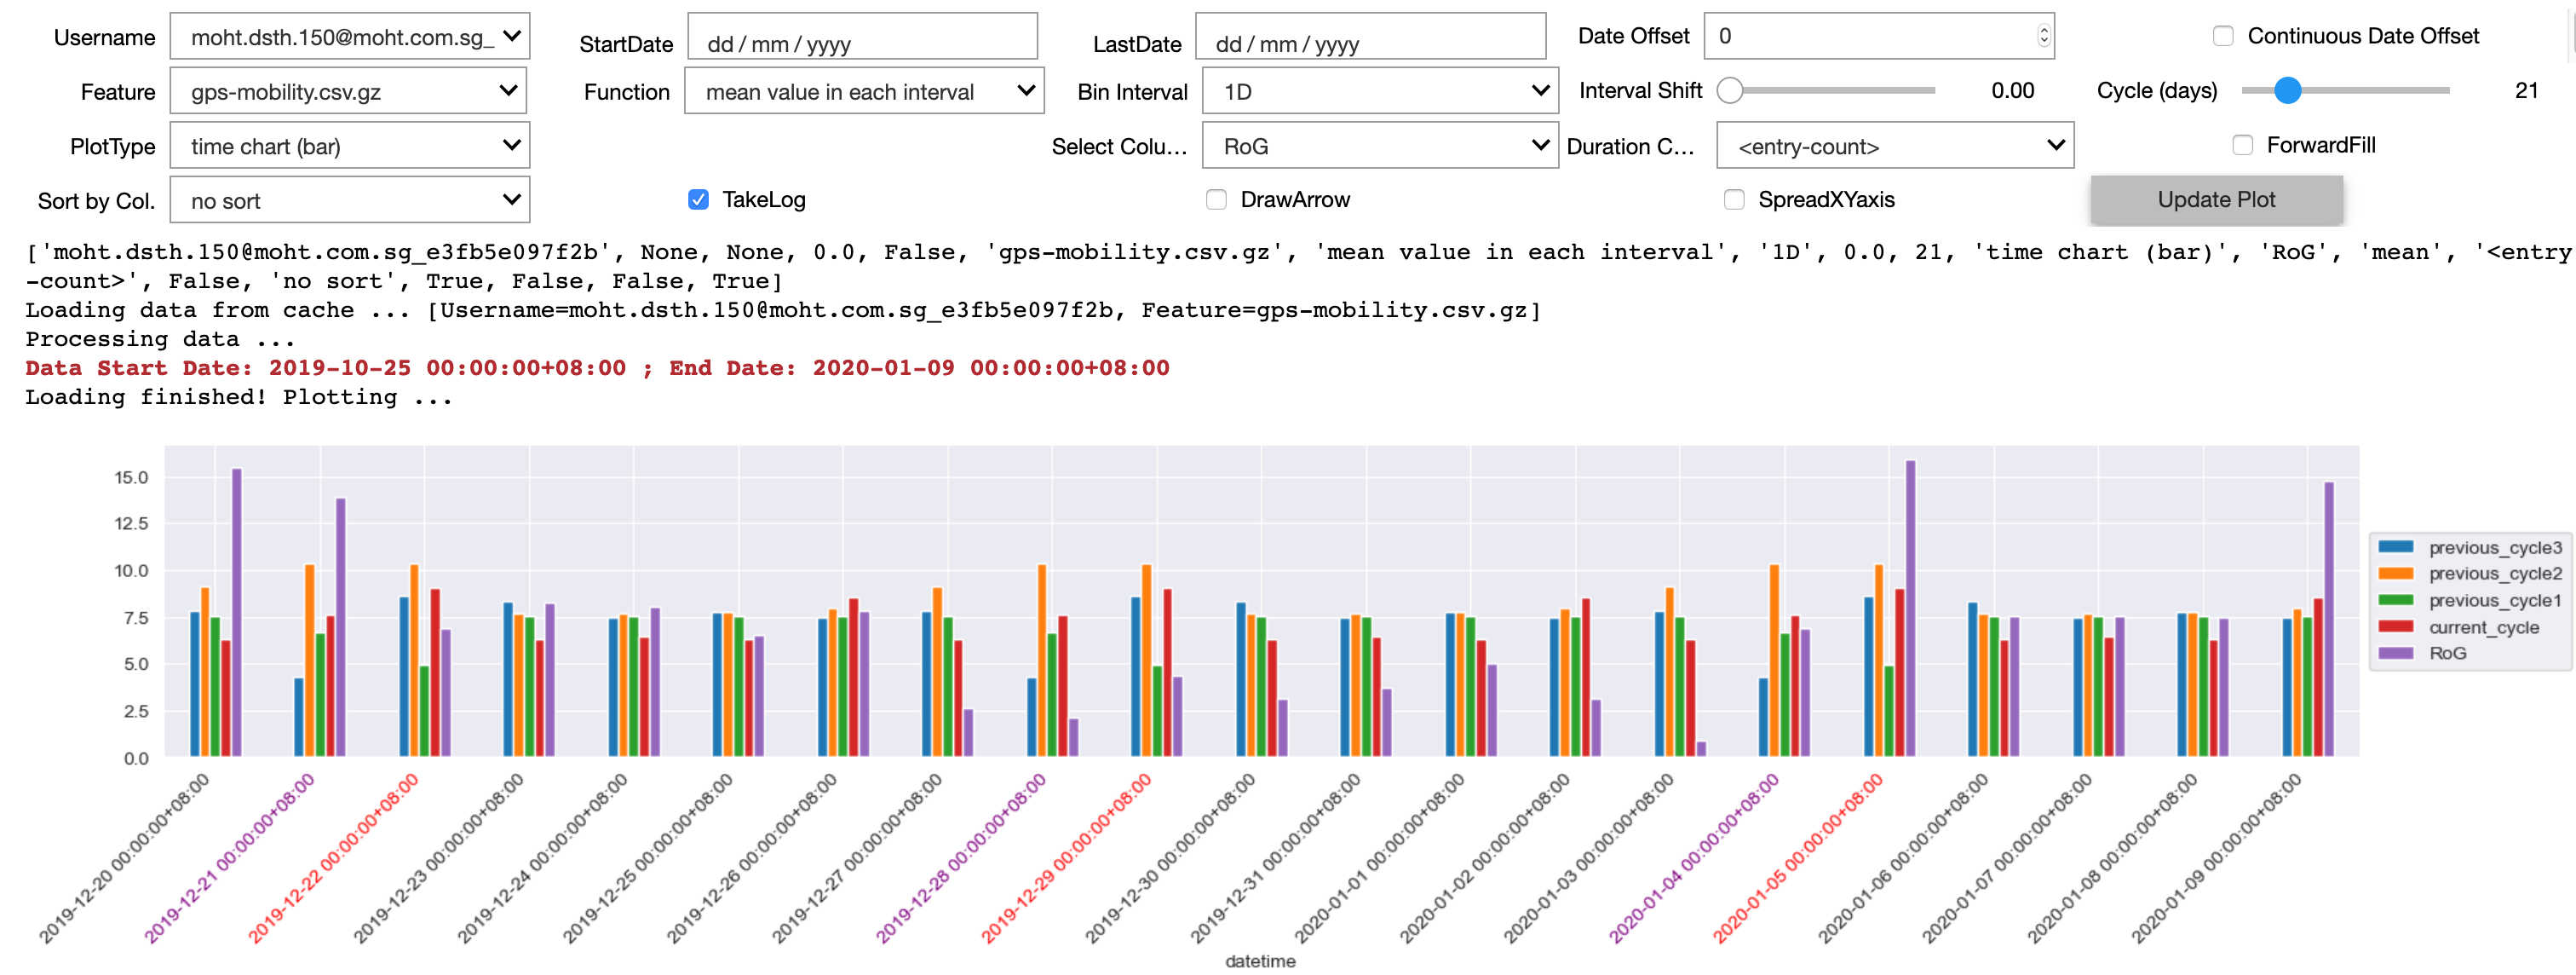 Username moht.dsth.150@moht.com.sg_ StartDate dd / mm / yyyy LastDate dd / mm / yyyy Date Offset 0 Continuous Date Offset
Feature gps-mobility.csv.gz Function mean value in each interval Bin Interval 1D Interval Shift 0.00 Cycle (days) 21
PlotType time chart (bar) Select Colu... RoG Duration C... <entry-count> ForwardFill
Sort by Col. no sort TakeLog DrawArrow SpreadXYaxis Update Plot
['moht.dsth.150@moht.com.sg_e3fb5e097f2b', None, None, 0.0, False, 'gps-mobility.csv.gz', 'mean value in each interval', '1D', 0.0, 21, 'time chart (bar)', 'RoG', 'mean', '<entry
-count>', False, 'no sort', True, False, False, True]
Loading data from cache ... [Username=moht.dsth.150@moht.com.sg_e3fb5e097f2b, Feature=gps-mobility.csv.gz]
Processing data ...
Data Start Date: 2019-10-25 00:00:00+08:00 ; End Date: 2020-01-09 00:00:00+08:00
Loading finished! Plotting ...
15.0
12.5
10.0
7.5
5.0
2.5
0.0
previous_cycle3
previous_cycle2
previous_cycle1
current_cycle
RoG
2019-12-20 00:00:00+08:00
2019-12-21 00:00:00+08:00
2019-12-22 00:00:00+08:00
2019-12-23 00:00:00+08:00
2019-12-24 00:00:00+08:00
2019-12-25 00:00:00+08:00
2019-12-26 00:00:00+08:00
2019-12-27 00:00:00+08:00
2019-12-28 00:00:00+08:00
2019-12-29 00:00:00+08:00
2019-12-30 00:00:00+08:00
2019-12-31 00:00:00+08:00
2020-01-01 00:00:00+08:00
2020-01-02 00:00:00+08:00
2020-01-03 00:00:00+08:00
2020-01-04 00:00:00+08:00
2020-01-05 00:00:00+08:00
2020-01-06 00:00:00+08:00
2020-01-07 00:00:00+08:00
2020-01-08 00:00:00+08:00
2020-01-09 00:00:00+08:00
datetime